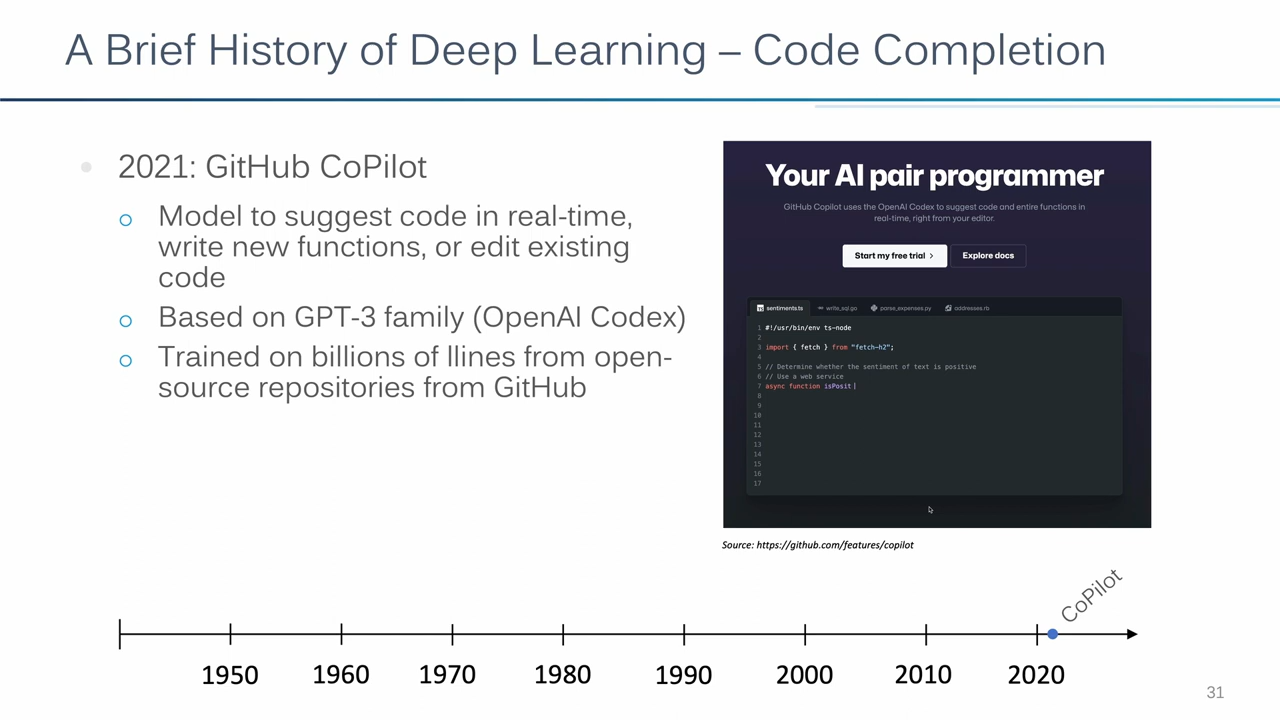 A Brief History of Deep Learning – Code Completion
2021: GitHub CoPilot
Model to suggest code in real-time,
write new functions, or edit existing
code
Based on GPT-3 family (OpenAI Codex)
Trained on billions of llines from open-
source repositories from GitHub
Your AI pair programmer
GitHub Copilot uses the OpenAI Codex to suggest code and entire functions in
real-time, right from your editor.
Start my free trial > Explore docs
TS sentiments.ts write_sql.go parse_expenses.py addresses.rb
1 #!/usr/bin/env ts-node
2
3 import { fetch } from "fetch-h2";
4
5 // Determine whether the sentiment of text is positive
6 // Use a web service
7 async function isPosit
8
9
10
11
12
13
14
15
16
17
Source: https://github.com/features/copilot
CoPilot
1950 1960 1970 1980 1990 2000 2010 2020
31